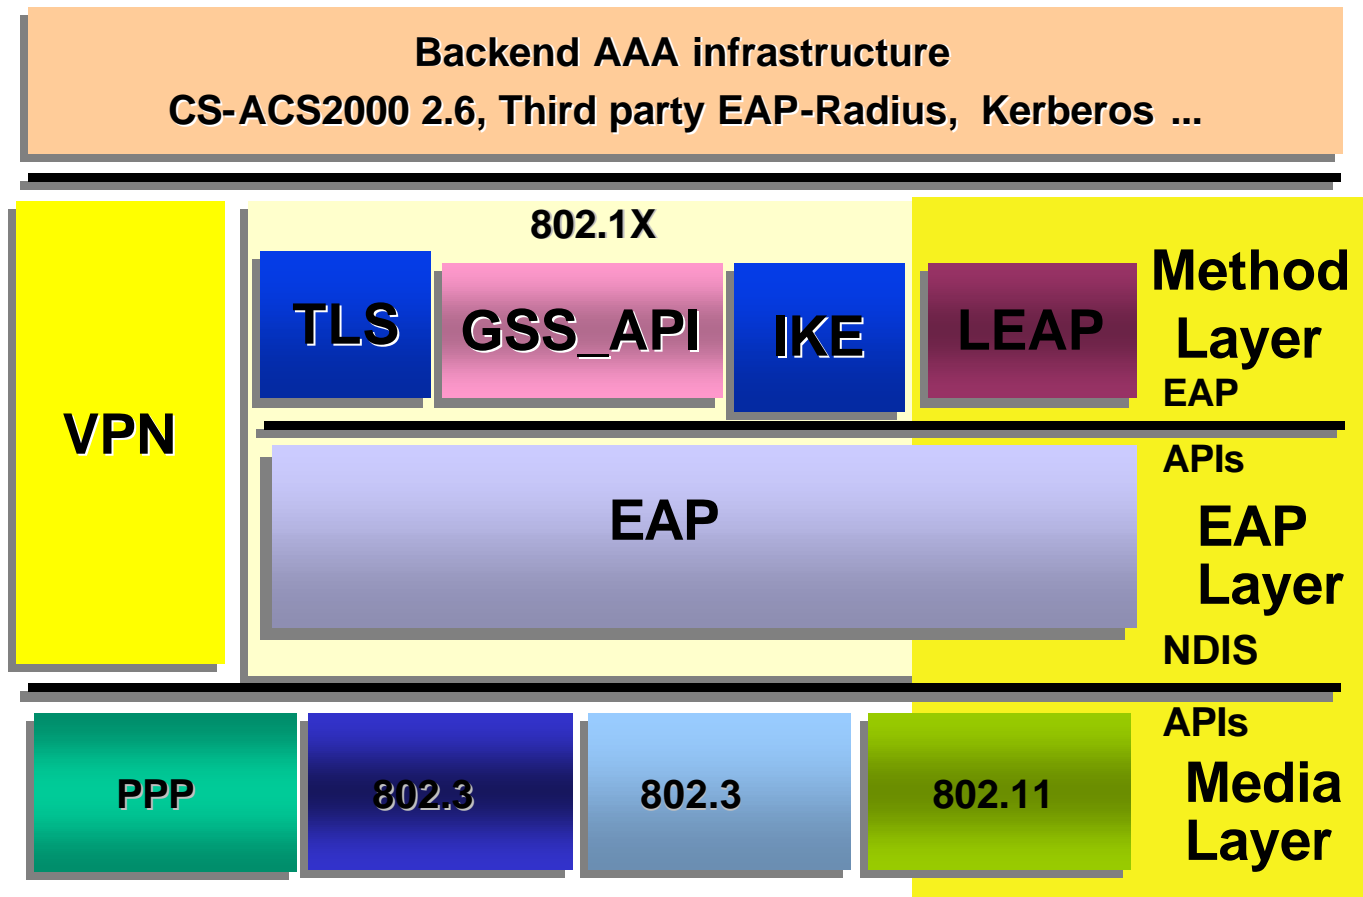 Backend AAA infrastructure
CS-ACS2000 2.6, Third party EAP-Radius, Kerberos ...
802.1X
VPN
TLS
GSS_API
IKE
LEAP
Method
Layer
EAP
APIs
EAP
EAP
Layer
NDIS
APIs
PPP
802.3
802.3
802.11
Media
Layer